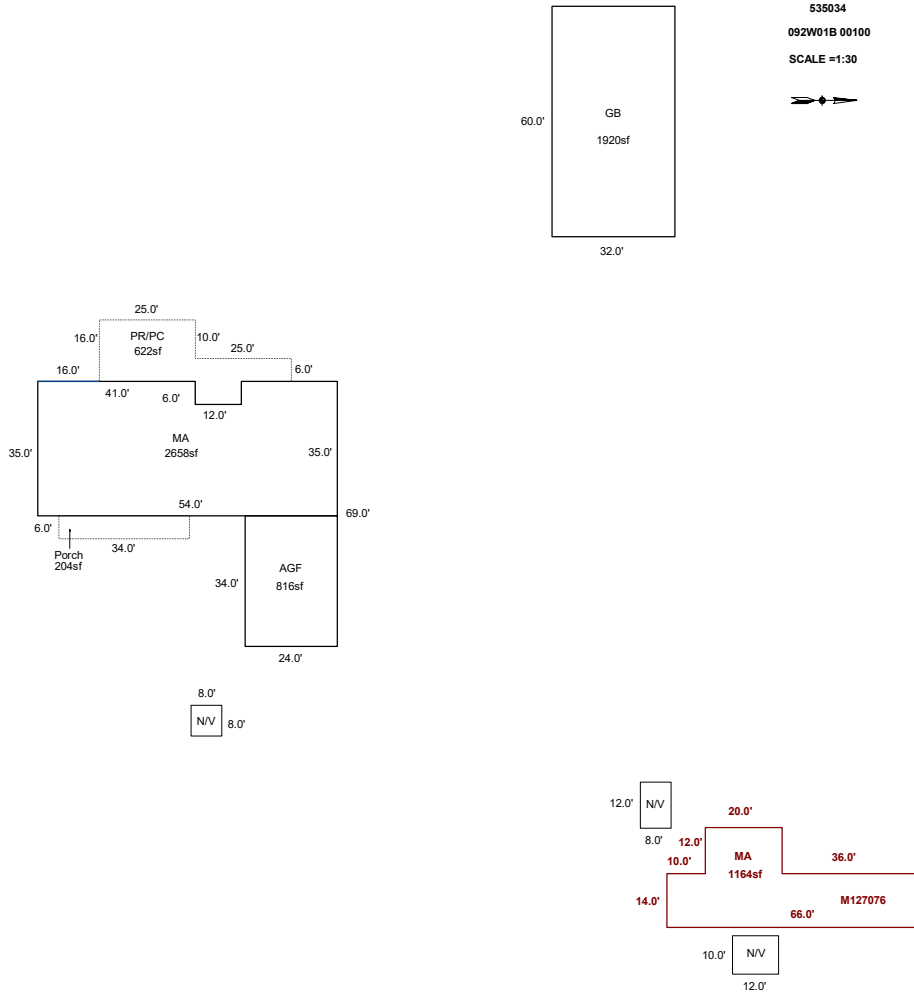 535034
092W01B 00100
SCALE =1:30
60.0'
GB
1920sf
32.0'
25.0'
16.0'
PR/PC
622sf
10.0'
25.0'
16.0'
6.0'
41.0'
6.0'
12.0'
35.0'
MA
2658sf
35.0'
54.0'
69.0'
6.0'
34.0'
Porch
204sf
34.0'
AGF
816sf
24.0'
8.0'
N/V
8.0'
12.0'
N/V
8.0'
20.0'
12.0'
10.0'
MA
1164sf
36.0'
14.0'
M127076
66.0'
10.0'
N/V
12.0'